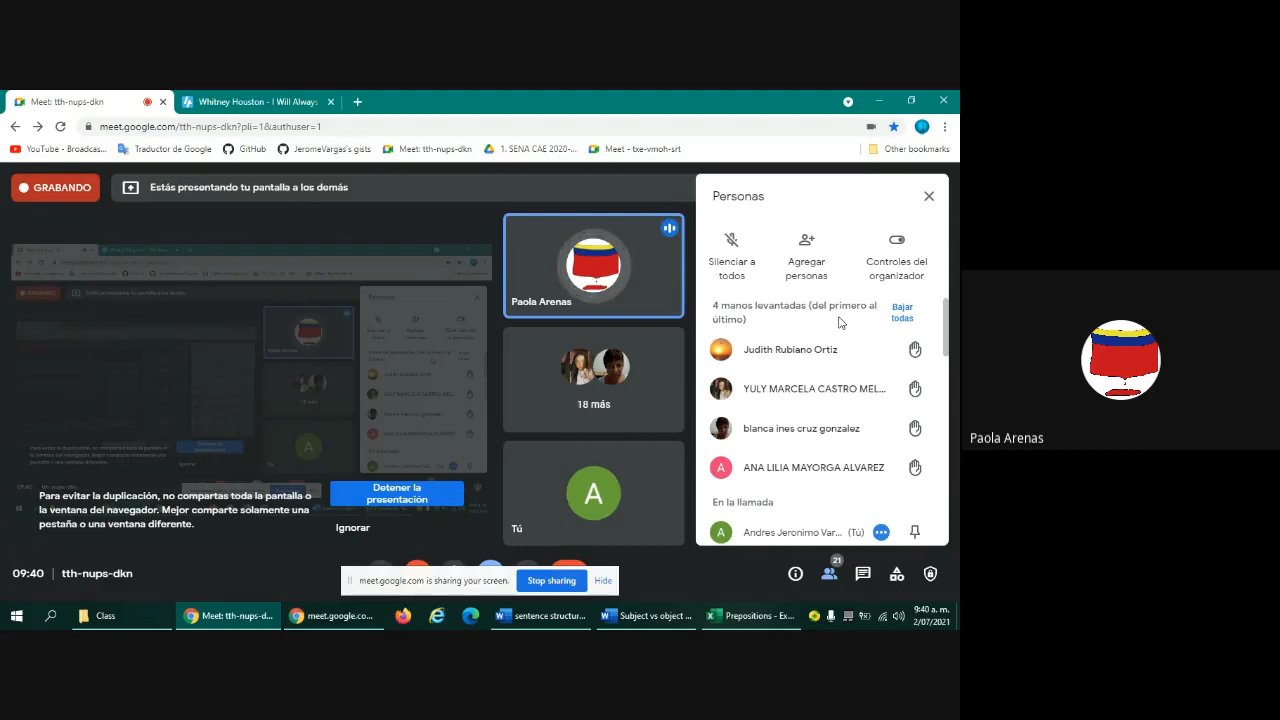 Meet: tth-nups-dkn
Whitney Houston - I Will Always
meet.google.com/tth-nups-dkn?pli=1&authuser=1
YouTube - Broadcas...
Traductor de Google
GitHub
JeromeVargas's gists
Meet: tth-nups-dkn
1. SENA CAE 2020-...
Meet - txe-vmoh-srt
Other bookmarks
GRABANDO
Estás presentando tu pantalla a los demás
Personas
Silenciar a
todos
Agregar
personas
Controles del
organizador
4 manos levantadas (del primero al
último)
Bajar
todas
Judith Rubiano Ortiz
YULY MARCELA CASTRO MEL...
blanca ines cruz gonzalez
A
ANA LILIA MAYORGA ALVAREZ
En la llamada
A
Andres Jeronimo Var... (Tú)
Paola Arenas
18 más
A
Tú
Para evitar la duplicación, no compartas toda la pantalla o
la ventana del navegador. Mejor comparte solamente una
pestaña o una ventana diferente.
Detener la
presentación
Ignorar
09:40
tth-nups-dkn
meet.google.com is sharing your screen.
Stop sharing
Hide
21
Class
Meet: tth-nups-d...
meet.google.co...
sentence structur...
Subject vs object ...
Prepositions - Ex...
9:40 a. m.
2/07/2021
Paola Arenas